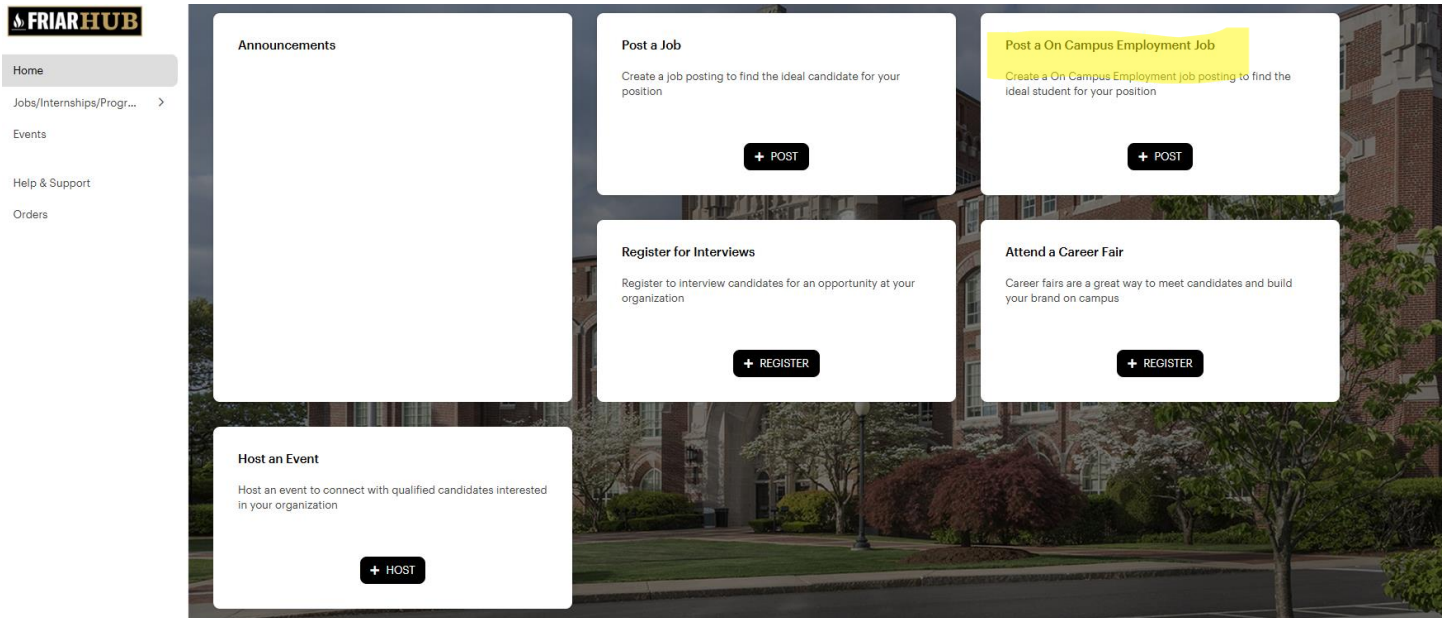 FRIARHUB
Home
Jobs/Internships/Progr...
Events
Help & Support
Orders
Announcements
Post a Job
Create a job posting to find the ideal candidate for your
position
+ POST
Post a On Campus Employment Job
Create a On Campus Employment job posting to find the
ideal student for your position
+ POST
Register for Interviews
Register to interview candidates for an opportunity at your
organization
+ REGISTER
Attend a Career Fair
Career fairs are a great way to meet candidates and build
your brand on campus
+ REGISTER
Host an Event
Host an event to connect with qualified candidates interested
in your organization
+ HOST